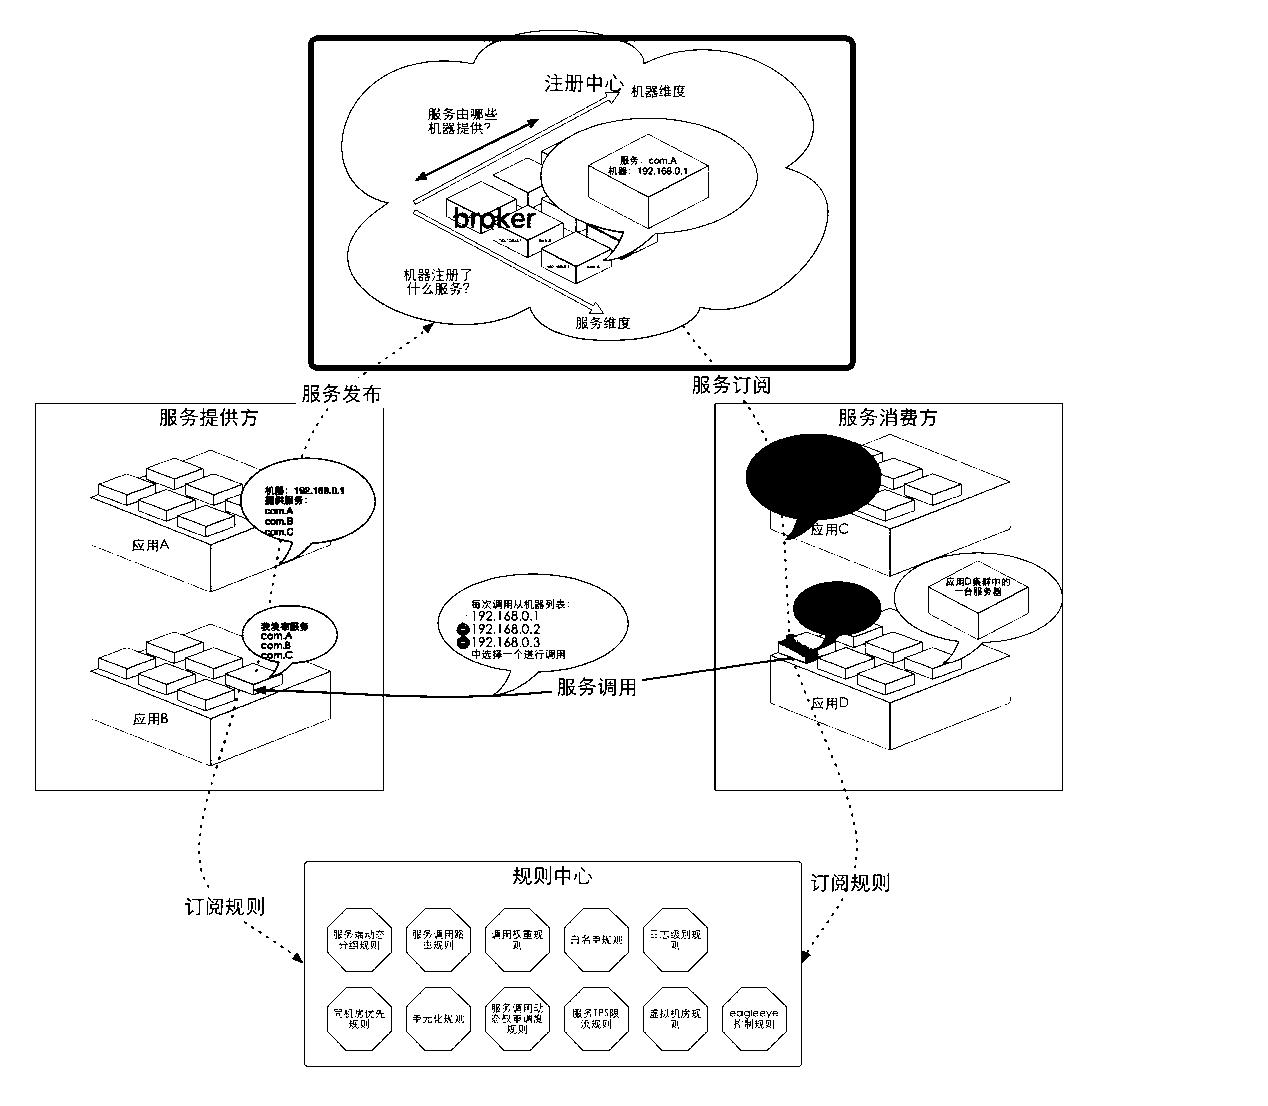 注册中心
机器维度
服务由哪些
机器提供?
服务: com.A
机器: 192.168.0.1
broker
机器注册了
什么服务?
服务维度
服务发布
服务订阅
服务提供方
服务消费方
机器: 192.168.0.1
提供服务:
com.A
com.B
com.C
应用A
应用C
我发布服务
com.A
com.B
com.C
应用B
每次调用从机器列表:
192.168.0.1
192.168.0.2
192.168.0.3
中选择一个进行调用
服务调用
应用D集群中的
一台服务器
应用D
订阅规则
订阅规则
规则中心
服务端动态
分组规则
服务调用路
由规则
调用权重规
则
白名单规则
日志级别规
则
同机房优先
规则
单元化规则
服务调用动
态权重调度
规则
服务TPS限
流规则
虚拟机房规
则
eagleeye
控制规则